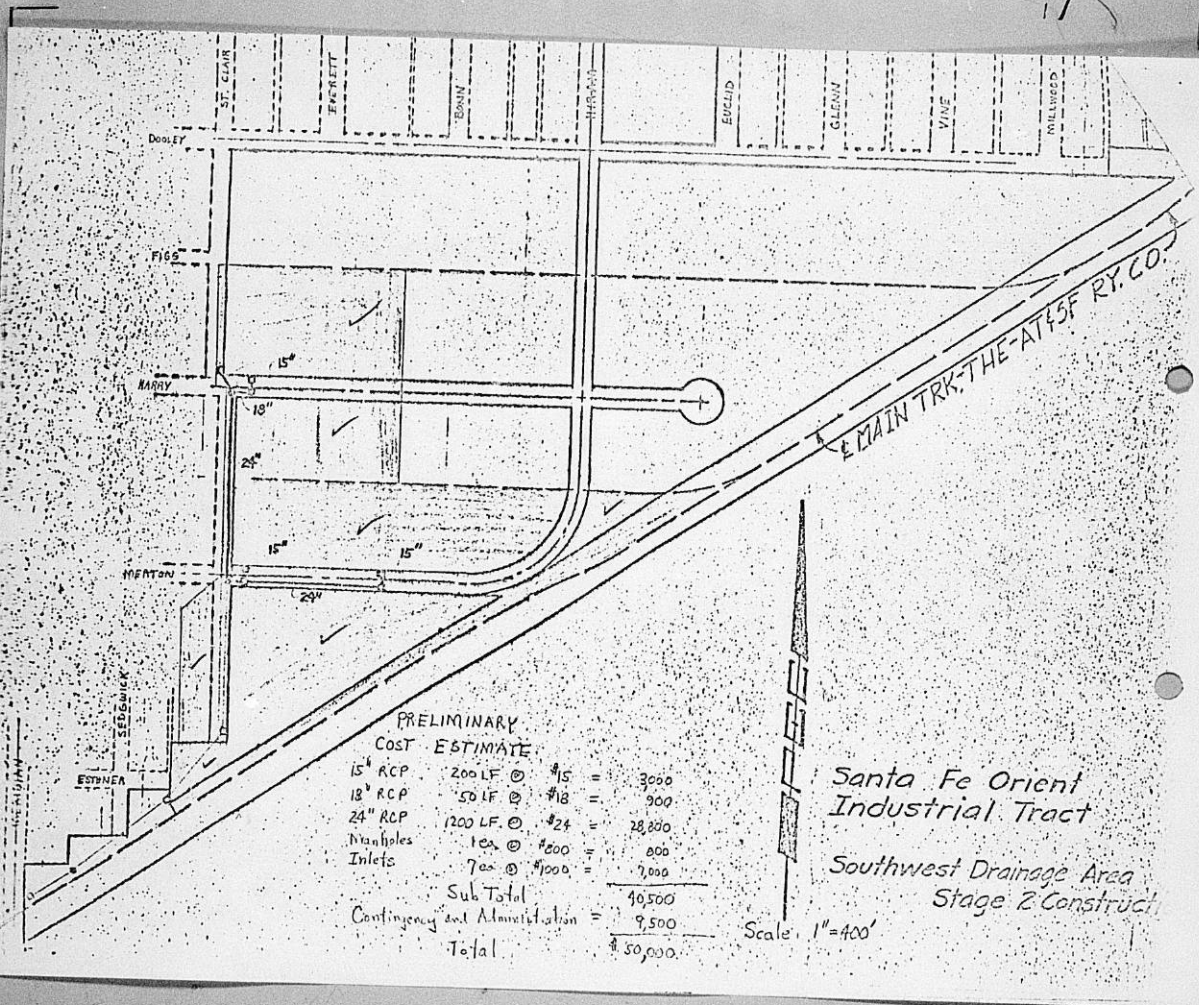 ST CLAIR
EVERETT
BONN
EUCLID
GLENN
VINE
MILLWOOD
DOOLEY
FIGG
HARRY
15"
18"
24"
MERTON
15"
15"
24"
℄ MAIN TRK.-THE-AT&SF RY. CO.
SEDGWICK
MERIDIAN
ESTHNER
PRELIMINARY
COST ESTIMATE
15" RCP 200 LF @ $15 = 3000
18" RCP 50 LF @ $18 = 900
24" RCP 1200 LF. @ $24 = 28,800
Manholes 1 ea @ $800 = 800
Inlets 7 ea @ $1000 = 7,000
Sub Total 40,500
Contingency and Administration = 9,500
Total $50,000
Santa Fe Orient
Industrial Tract
Southwest Drainage Area
Stage 2 Constructi
Scale: 1"=400'